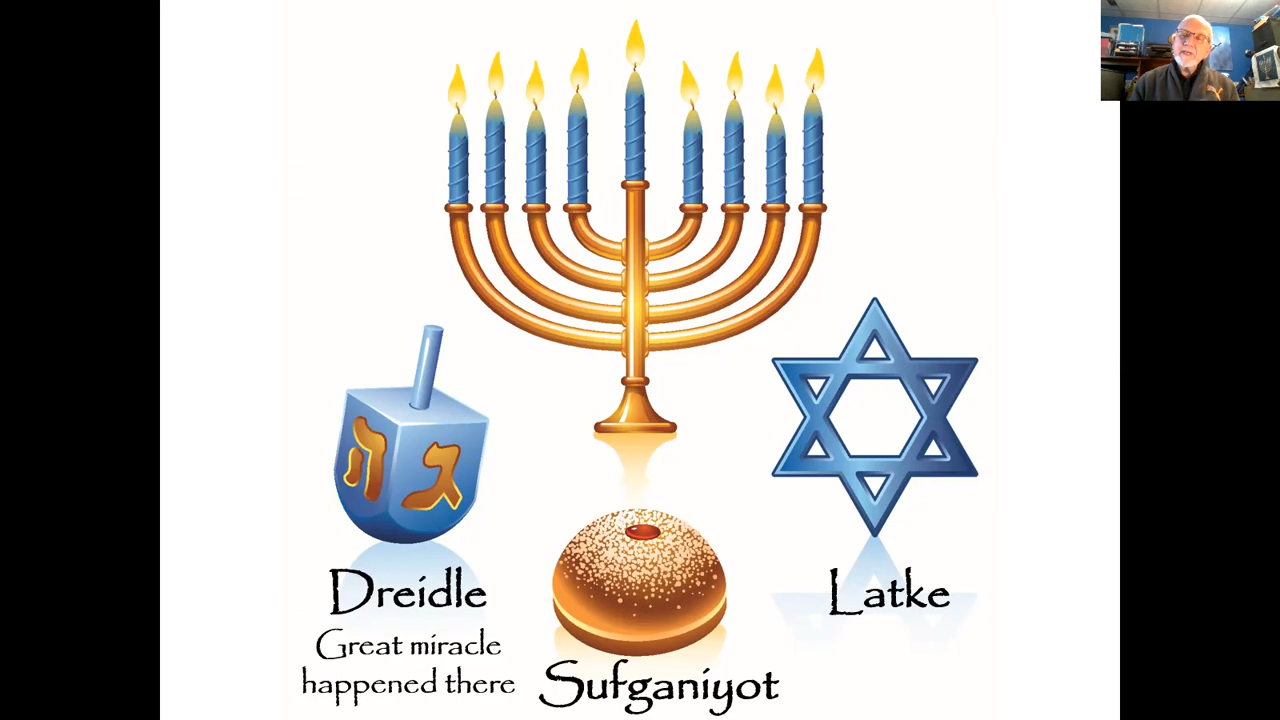 ה ג
Dreidle
Great miracle
happened there
Sufganiyot
Latke